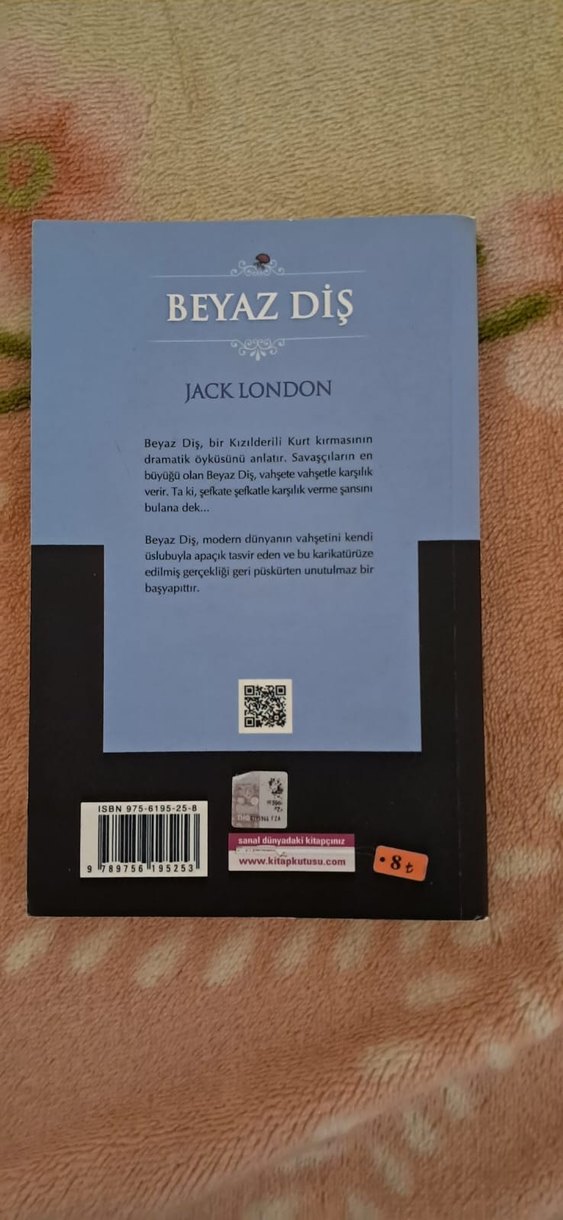 BEYAZ DİŞ
JACK LONDON
Beyaz Diş, bir Kızılderili Kurt kırmasının
dramatik öyküsünü anlatır. Savaşçıların en
büyüğü olan Beyaz Diş, vahşete vahşetle karşılık
verir. Ta ki, şefkate şefkatle karşılık verme şansını
bulana dek...
Beyaz Diş, modern dünyanın vahşetini kendi
üslubuyla apaçık tasvir eden ve bu karikatürüze
edilmiş gerçekliği geri püskürten unutulmaz bir
başyapıttır.
ISBN 975-6195-25-8
9 789756 195253
sanal dünyadaki kitapçınız
www.kitapkutusu.com
8 ₺